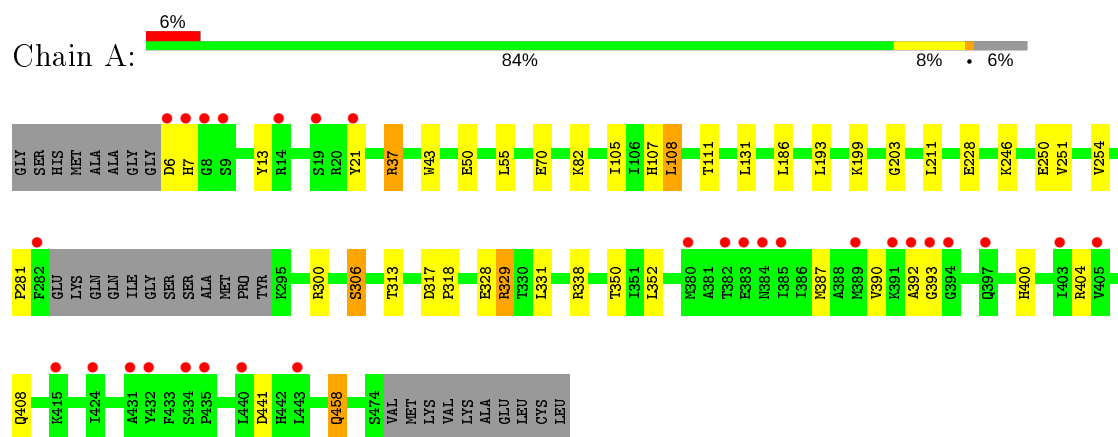 6%
Chain A:
84% 8% • 6%
GLY SER HIS MET ALA ALA GLY GLY D6 H7 G8 S9 Y13 R14 S19 R20 Y21 R37 W43 E50 L55 E70 K82 I105 I106 H107 L108 T111 L131 L186 L193 K199 G203 L211 E228 K246 E250 V251 V254
P281 F282 GLU LYS GLN GLN ILE GLY SER SER ALA MET PRO TYR K295 R300 S306 T313 D317 P318 E328 R329 T330 L331 R338 T350 I351 L352 M380 A381 T382 E383 N384 I385 I386 M387 A388 M389 V390 K391 A392 G393 G394 Q397 H400 I403 R404 V405
Q408 K415 I424 A431 Y432 F433 S434 P435 L440 D441 H442 L443 Q458 S474 VAL MET LYS VAL LYS ALA GLU LEU CYS LEU